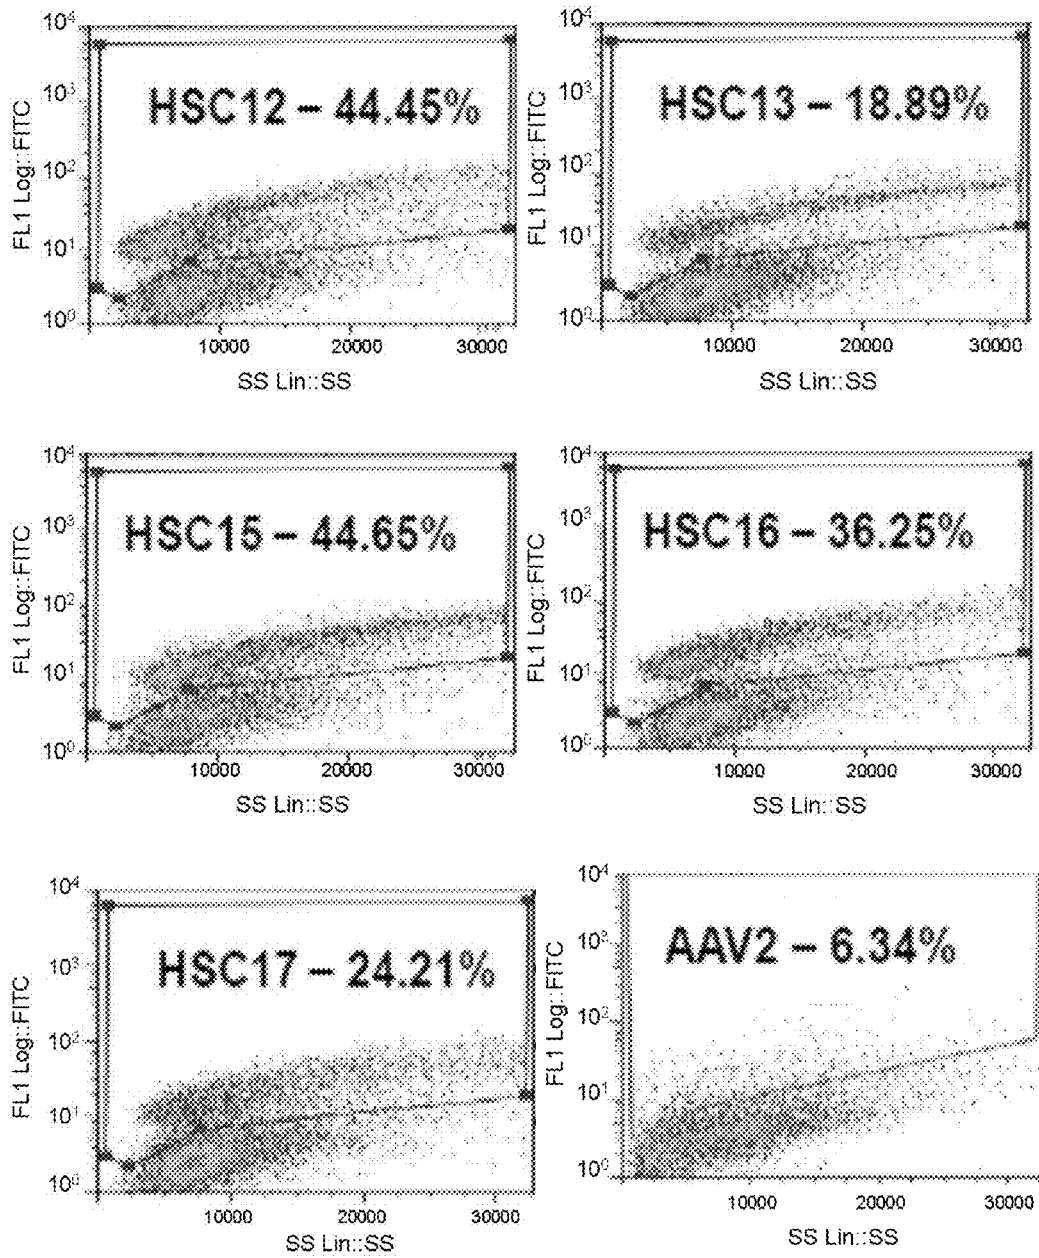 10⁴
10³
10²
10¹
10⁰
FL1 Log::FITC
HSC12 – 44.45%
10000
20000
30000
SS Lin::SS
10⁴
10³
10²
10¹
10⁰
FL1 Log::FITC
HSC13 – 18.89%
10000
20000
30000
SS Lin::SS
10⁴
10³
10²
10¹
10⁰
FL1 Log::FITC
HSC15 – 44.65%
10000
20000
30000
SS Lin::SS
10⁴
10³
10²
10¹
10⁰
FL1 Log::FITC
HSC16 – 36.25%
10000
20000
30000
SS Lin::SS
10⁴
10³
10²
10¹
10⁰
FL1 Log::FITC
HSC17 – 24.21%
10000
20000
30000
SS Lin::SS
10⁴
10³
10²
10¹
10⁰
FL1 Log::FITC
AAV2 – 6.34%
10000
20000
30000
SS Lin::SS